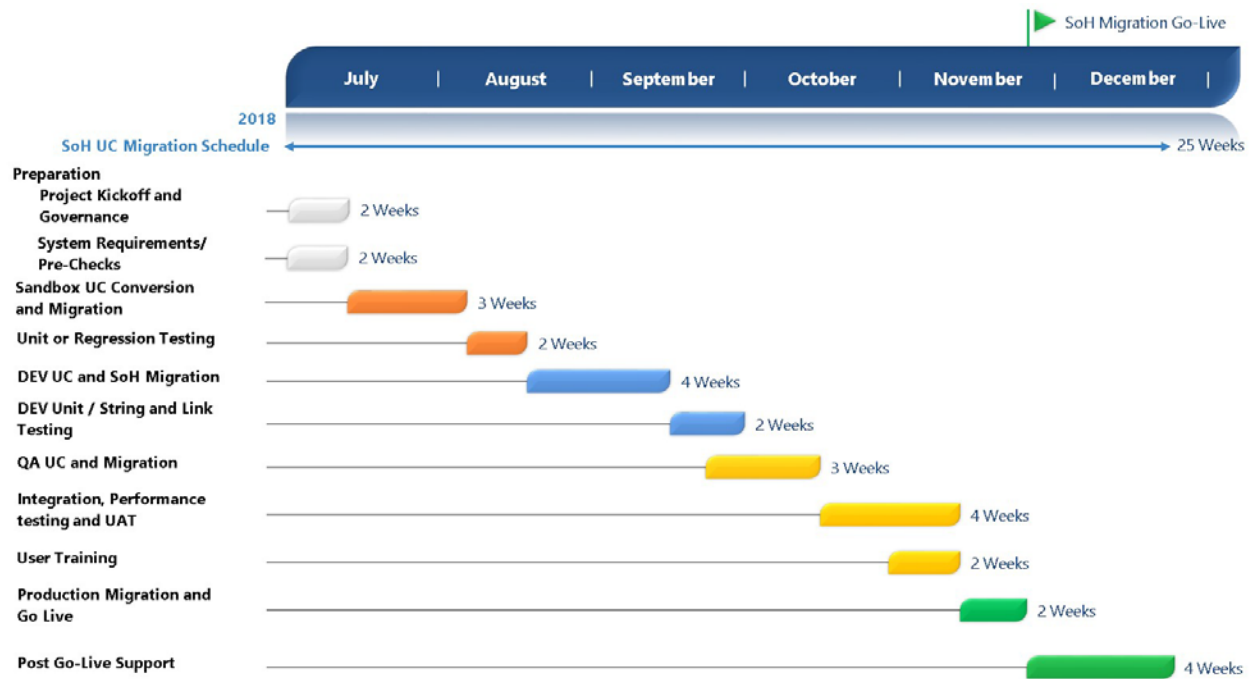 SoH Migration Go-Live
July | August | September | October | November | December |
2018
SoH UC Migration Schedule 25 Weeks
Preparation
Project Kickoff and
Governance
2 Weeks
System Requirements/
Pre-Checks
2 Weeks
Sandbox UC Conversion
and Migration
3 Weeks
Unit or Regression Testing 2 Weeks
DEV UC and SoH Migration 4 Weeks
DEV Unit / String and Link
Testing
2 Weeks
QA UC and Migration 3 Weeks
Integration, Performance
testing and UAT
4 Weeks
User Training 2 Weeks
Production Migration and
Go Live
2 Weeks
Post Go-Live Support 4 Weeks